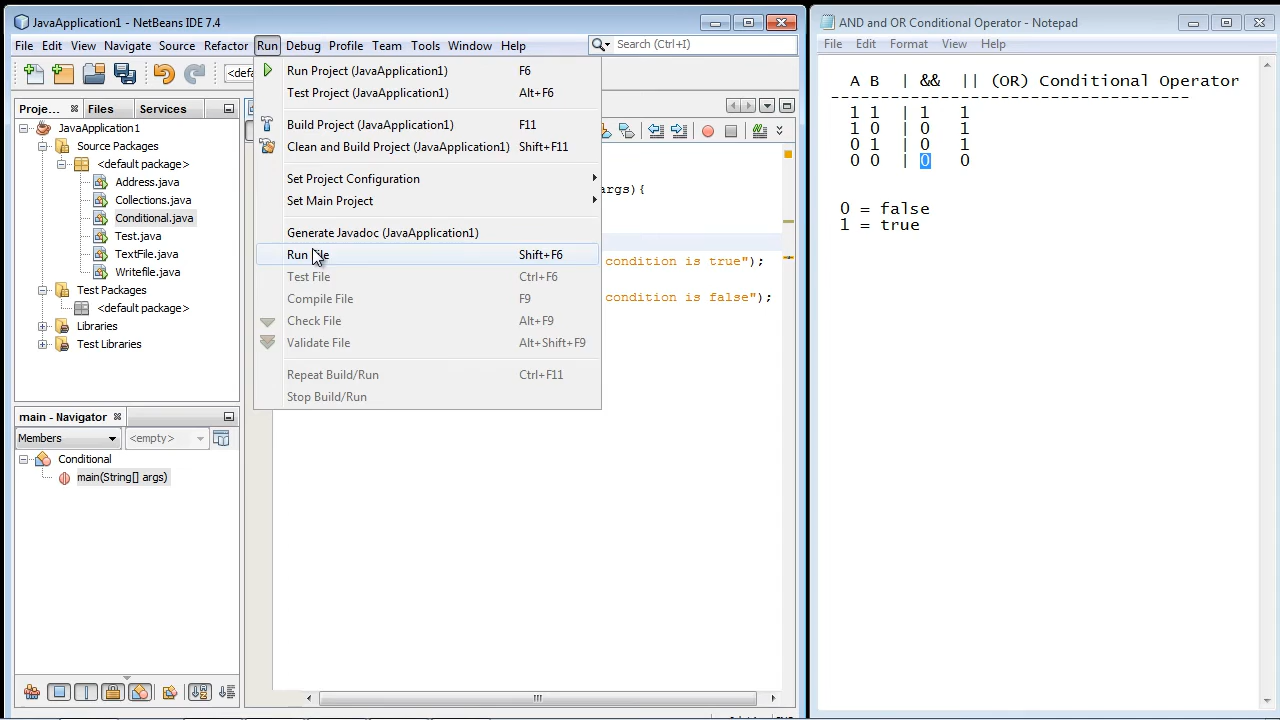 JavaApplication1 - NetBeans IDE 7.4
File Edit View Navigate Source Refactor Run Debug Profile Team Tools Window Help
Search (Ctrl+I)
<def
Proje...
Files
Services
JavaApplication1
Source Packages
<default package>
Address.java
Collections.java
Conditional.java
Test.java
TextFile.java
Writefile.java
Test Packages
<default package>
Libraries
Test Libraries
main - Navigator
Members
<empty>
Conditional
main(String[] args)
Run Project (JavaApplication1) F6
Test Project (JavaApplication1) Alt+F6
Build Project (JavaApplication1) F11
Clean and Build Project (JavaApplication1) Shift+F11
Set Project Configuration
Set Main Project
Generate Javadoc (JavaApplication1)
Run File Shift+F6
Test File Ctrl+F6
Compile File F9
Check File Alt+F9
Validate File Alt+Shift+F9
Repeat Build/Run Ctrl+F11
Stop Build/Run
args){
condition is true");
condition is false");
AND and OR Conditional Operator - Notepad
File Edit Format View Help
A B | && || (OR) Conditional Operator
------------------------------------
1 1 | 1 1
1 0 | 0 1
0 1 | 0 1
0 0 | 0 0
0 = false
1 = true